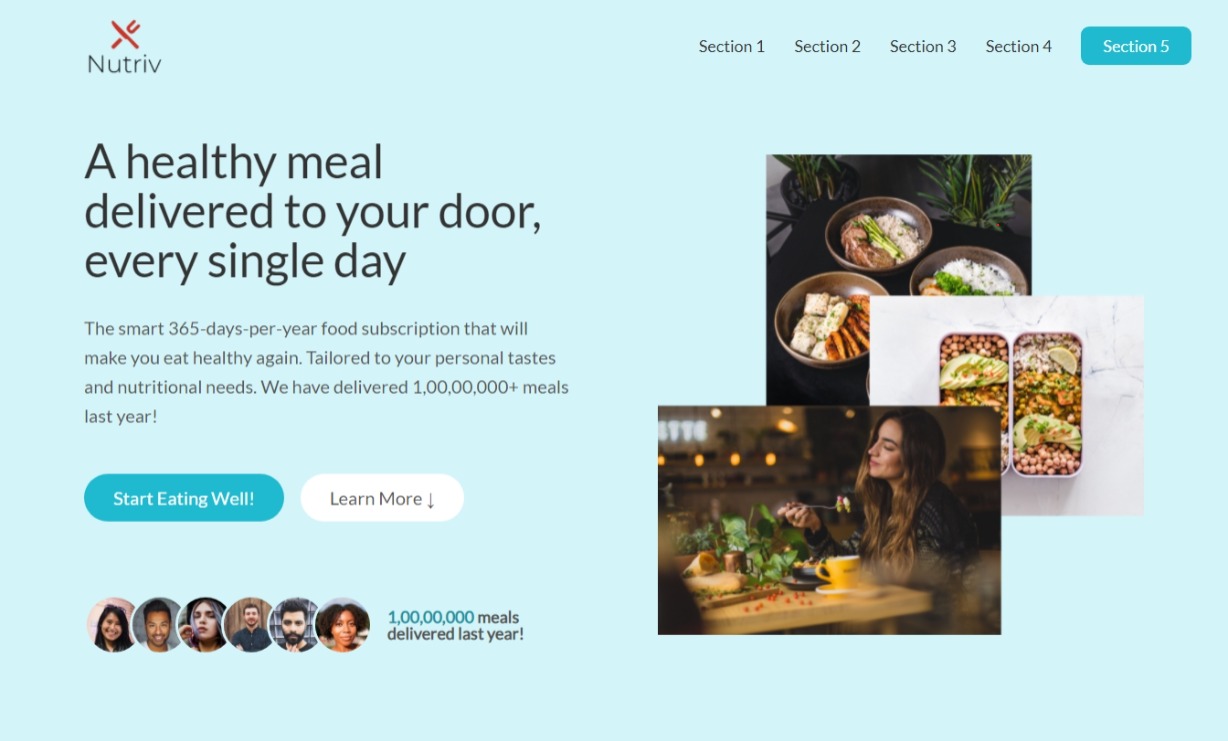 Nutriv
Section 1
Section 2
Section 3
Section 4
Section 5
A healthy meal
delivered to your door,
every single day
The smart 365-days-per-year food subscription that will
make you eat healthy again. Tailored to your personal tastes
and nutritional needs. We have delivered 1,00,00,000+ meals
last year!
Start Eating Well!
Learn More ↓
1,00,00,000 meals
delivered last year!